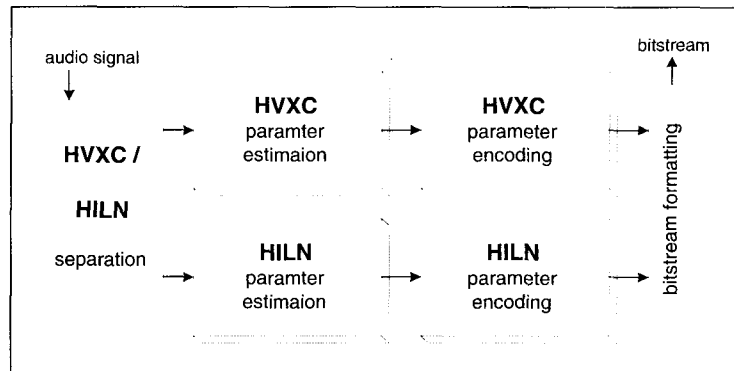 audio signal
HVXC /
HILN
separation
HVXC
paramter
estimaion
HVXC
parameter
encoding
HILN
paramter
estimaion
HILN
parameter
encoding
bitstream formatting
bitstream